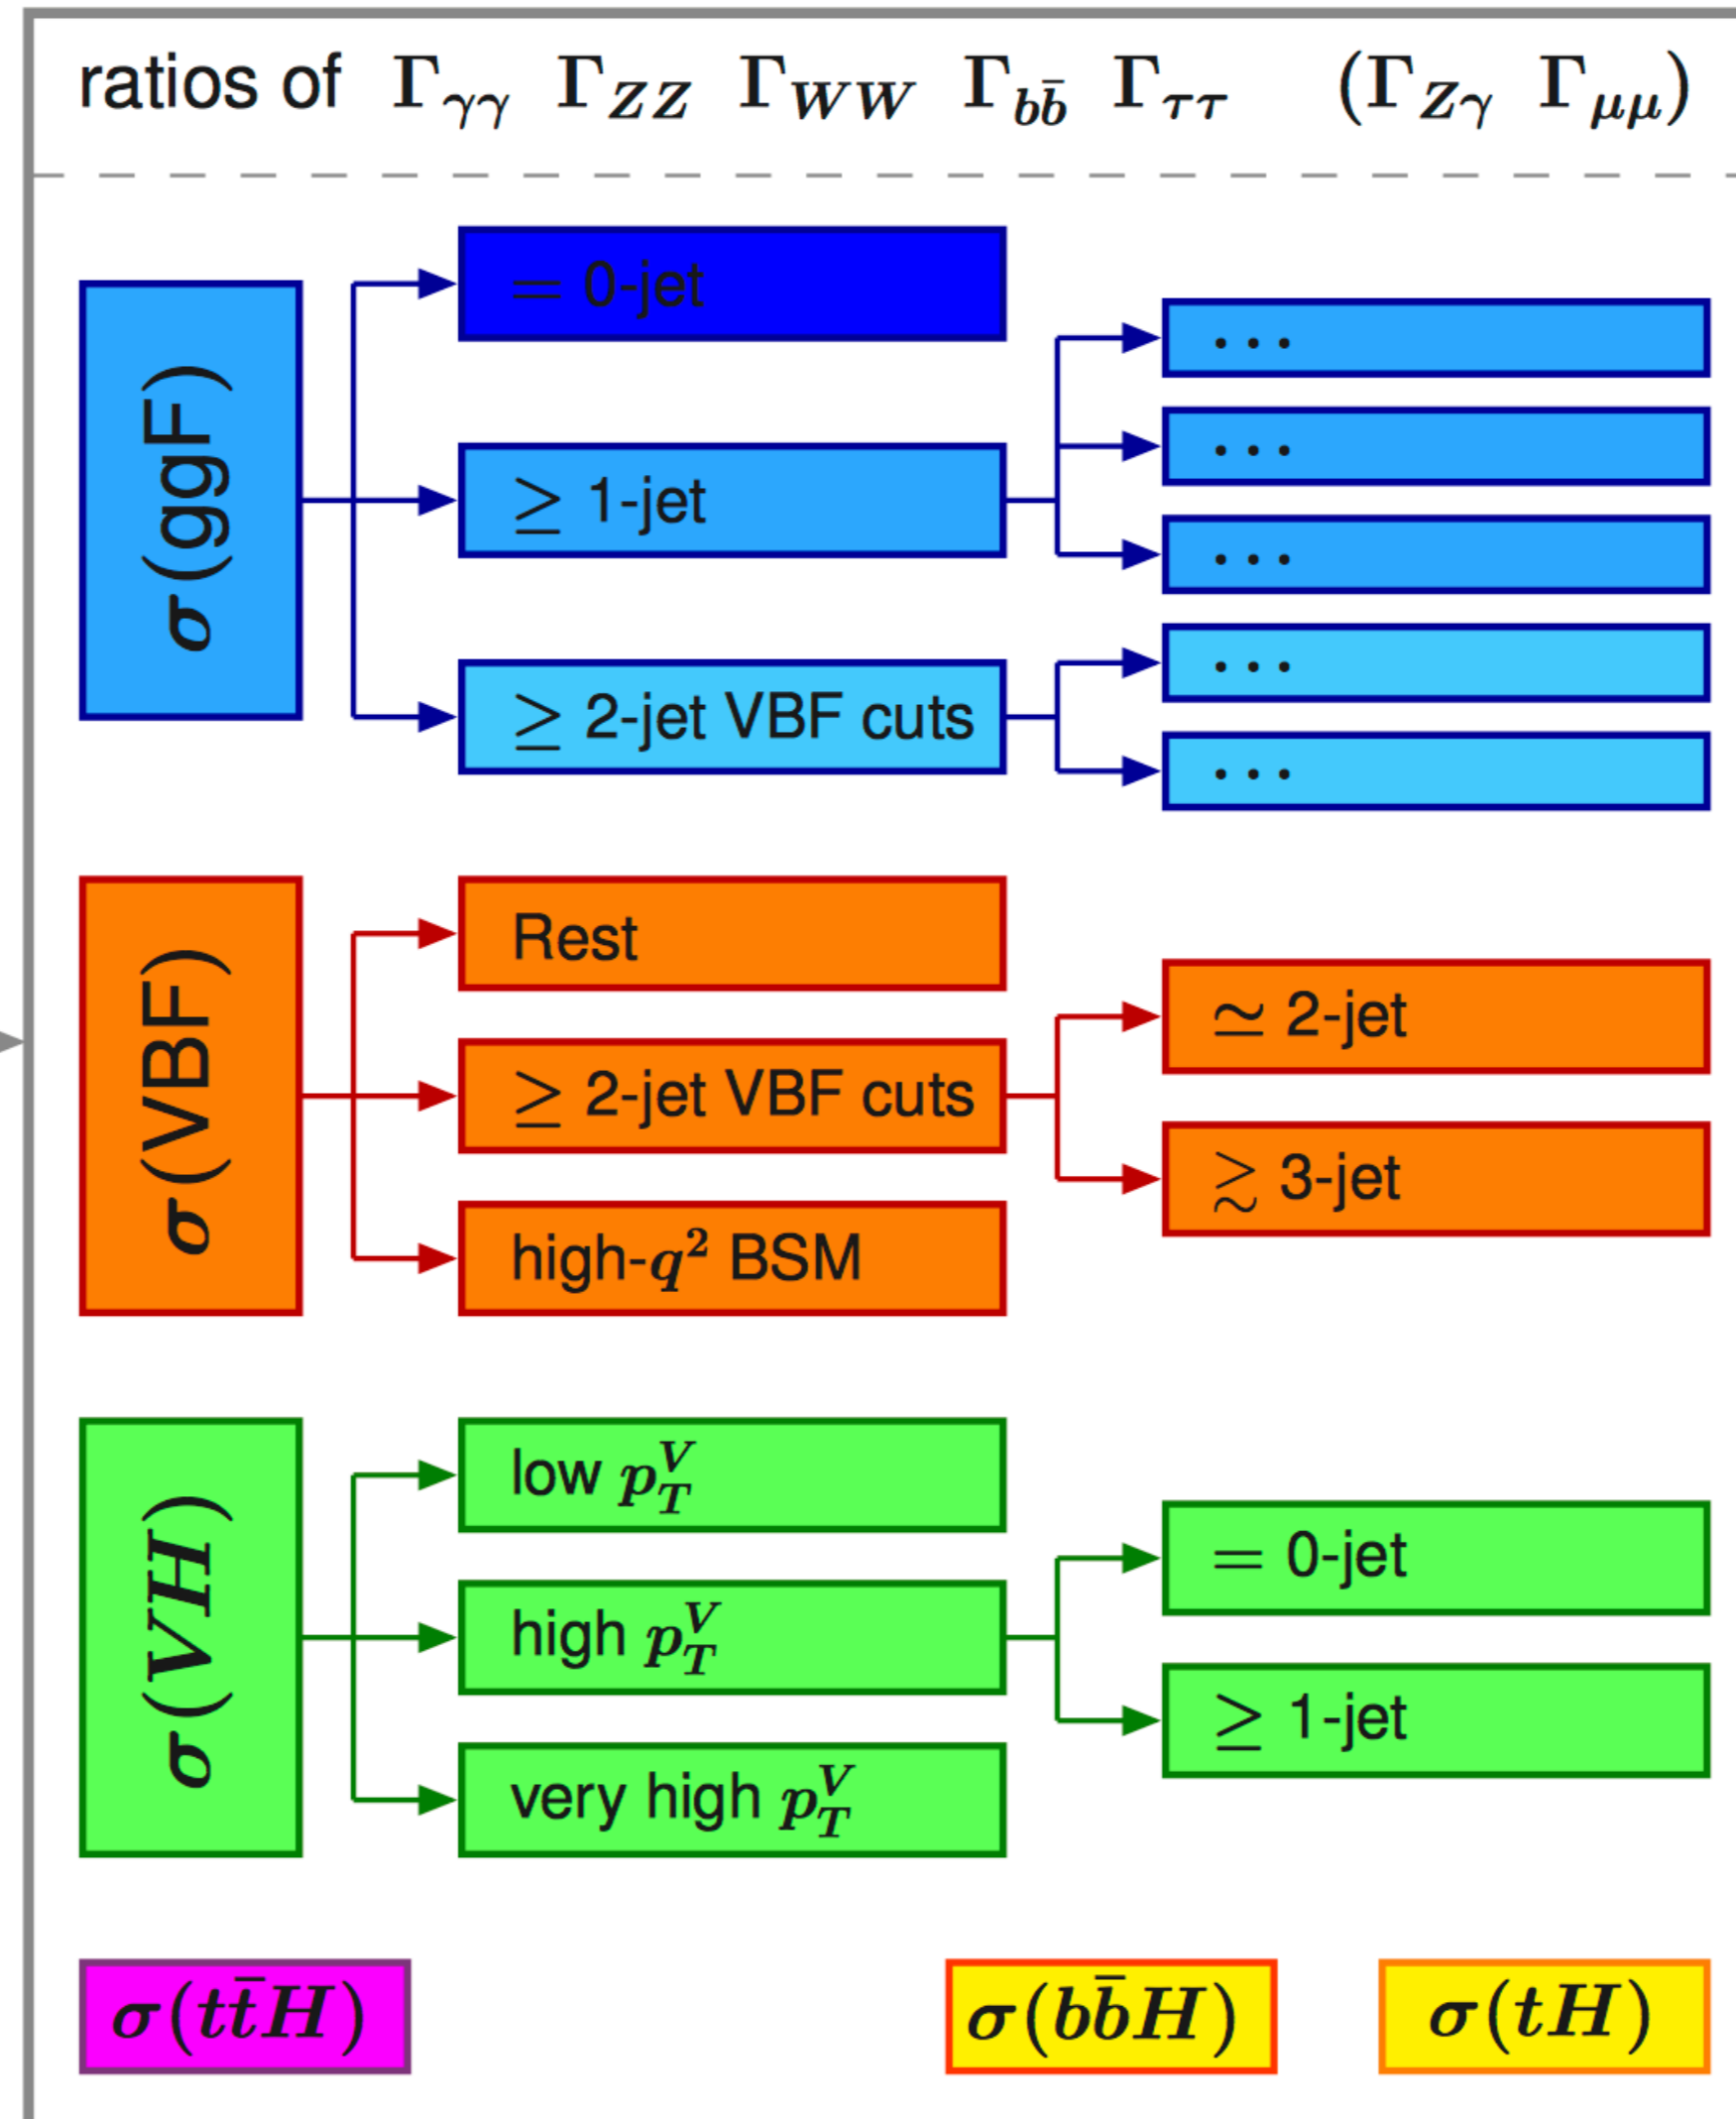 ratios of Γγγ ΓZZ ΓWW Γbb̄ Γττ (ΓZγ Γμμ)
σ(ggF)
= 0-jet
≥ 1-jet
≥ 2-jet VBF cuts
...
...
...
...
...
σ(VBF)
Rest
≥ 2-jet VBF cuts
high-q² BSM
≃ 2-jet
≳ 3-jet
σ(VH)
low p_T^V
high p_T^V
very high p_T^V
= 0-jet
≥ 1-jet
σ(tt̄H) σ(bb̄H) σ(tH)